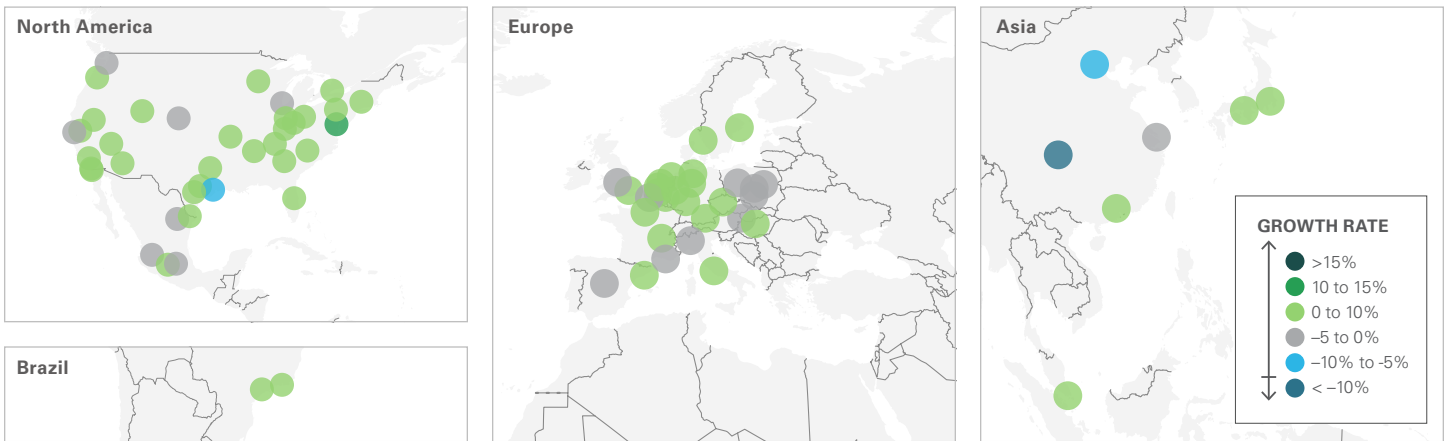 North America
Europe
Asia
Brazil
GROWTH RATE
>15%
10 to 15%
0 to 10%
–5 to 0%
–10% to -5%
< –10%